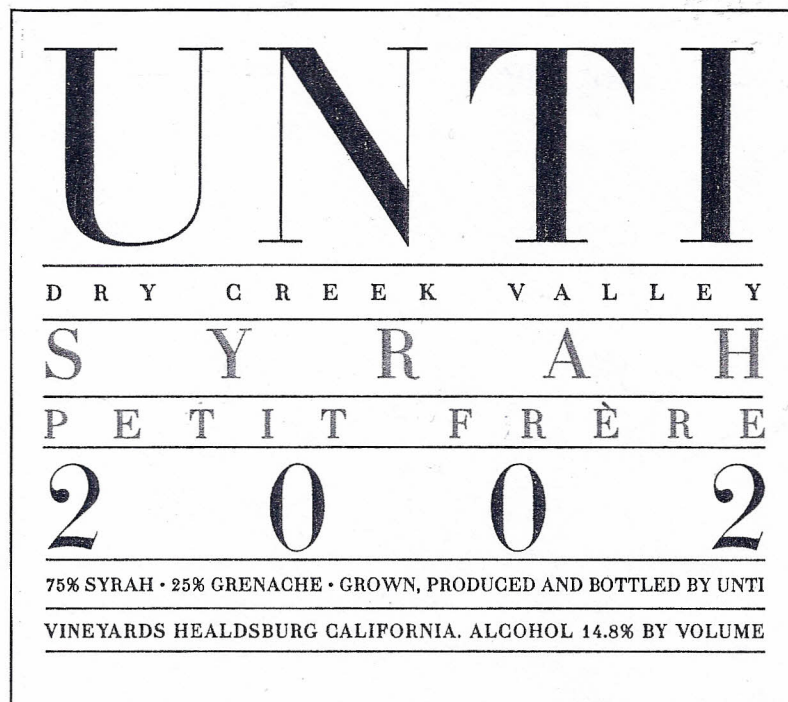 UNTI
DRY CREEK VALLEY
SYRAH
PETIT FRÈRE
2002
75% SYRAH · 25% GRENACHE · GROWN, PRODUCED AND BOTTLED BY UNTI
VINEYARDS HEALDSBURG CALIFORNIA. ALCOHOL 14.8% BY VOLUME